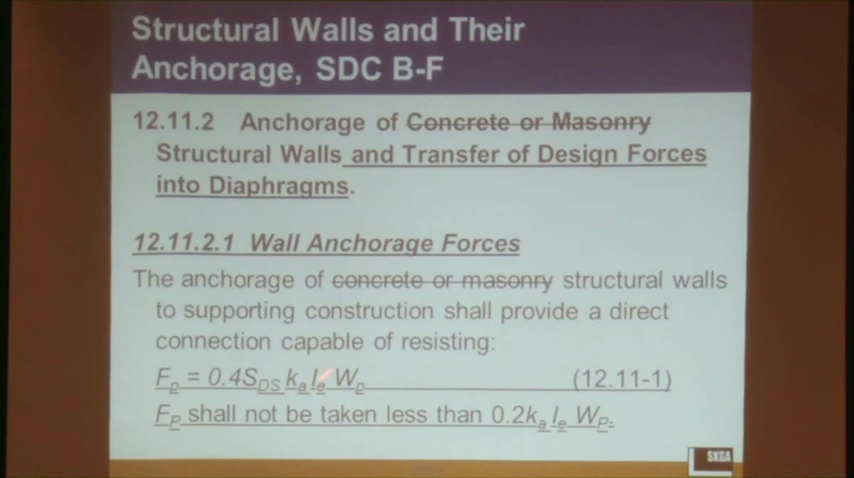 Structural Walls and Their
Anchorage, SDC B-F
12.11.2 Anchorage of Concrete or Masonry
Structural Walls and Transfer of Design Forces
into Diaphragms.
12.11.2.1 Wall Anchorage Forces
The anchorage of concrete or masonry structural walls
to supporting construction shall provide a direct
connection capable of resisting:
Fp = 0.4SDS ka Ie Wp (12.11-1)
FP shall not be taken less than 0.2ka Ie WP.
SKGA